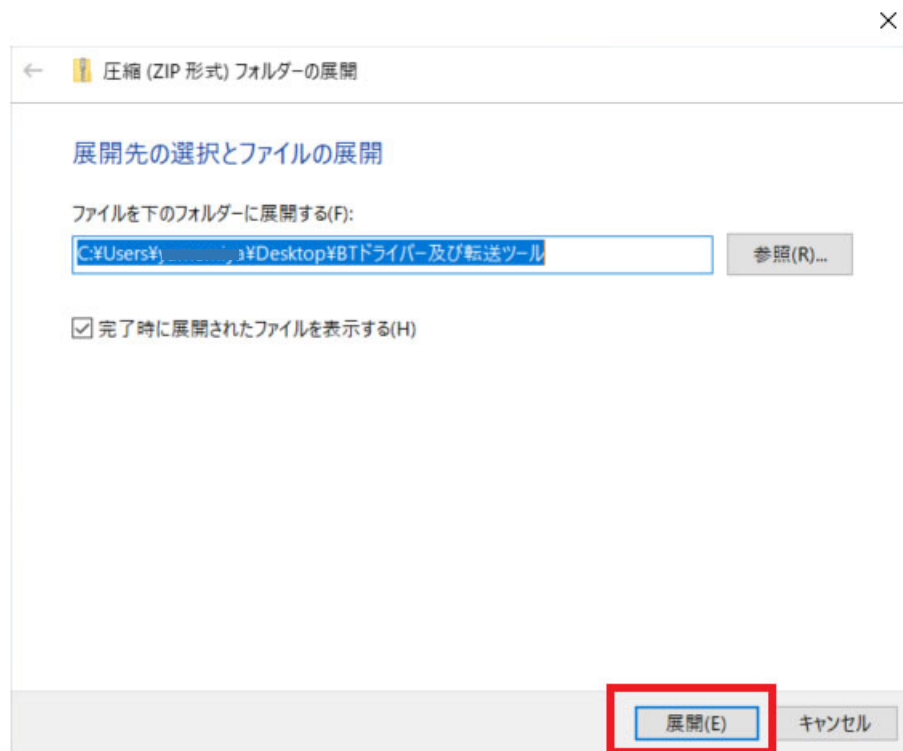 圧縮 (ZIP 形式) フォルダーの展開
展開先の選択とファイルの展開
ファイルを下のフォルダーに展開する(F):
C:¥Users¥ ¥Desktop¥BTドライバー及び転送ツール
参照(R)...
完了時に展開されたファイルを表示する(H)
展開(E) キャンセル